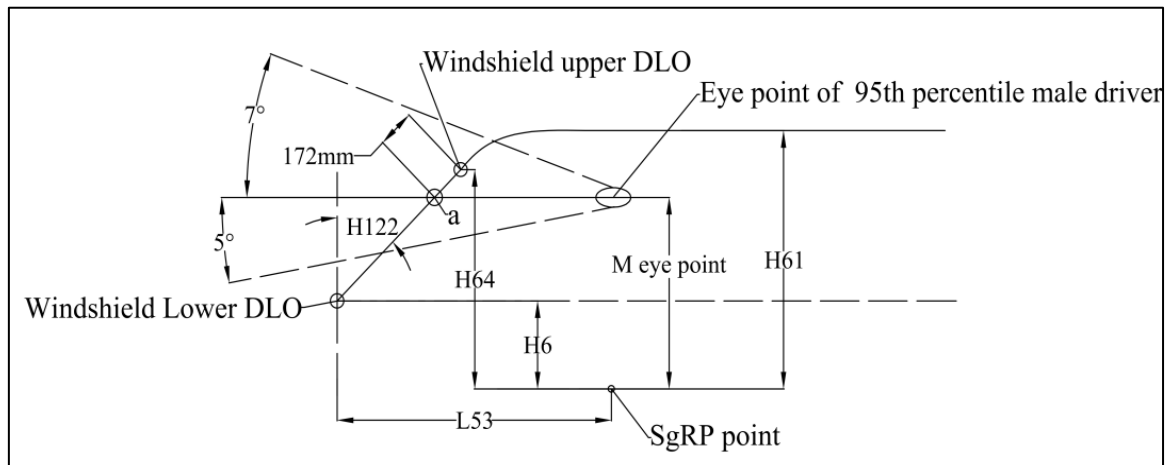 Windshield upper DLO
Eye point of 95th percentile male driver
7°
172mm
a
H122
5°
M eye point
H61
H64
Windshield Lower DLO
H6
L53
SgRP point